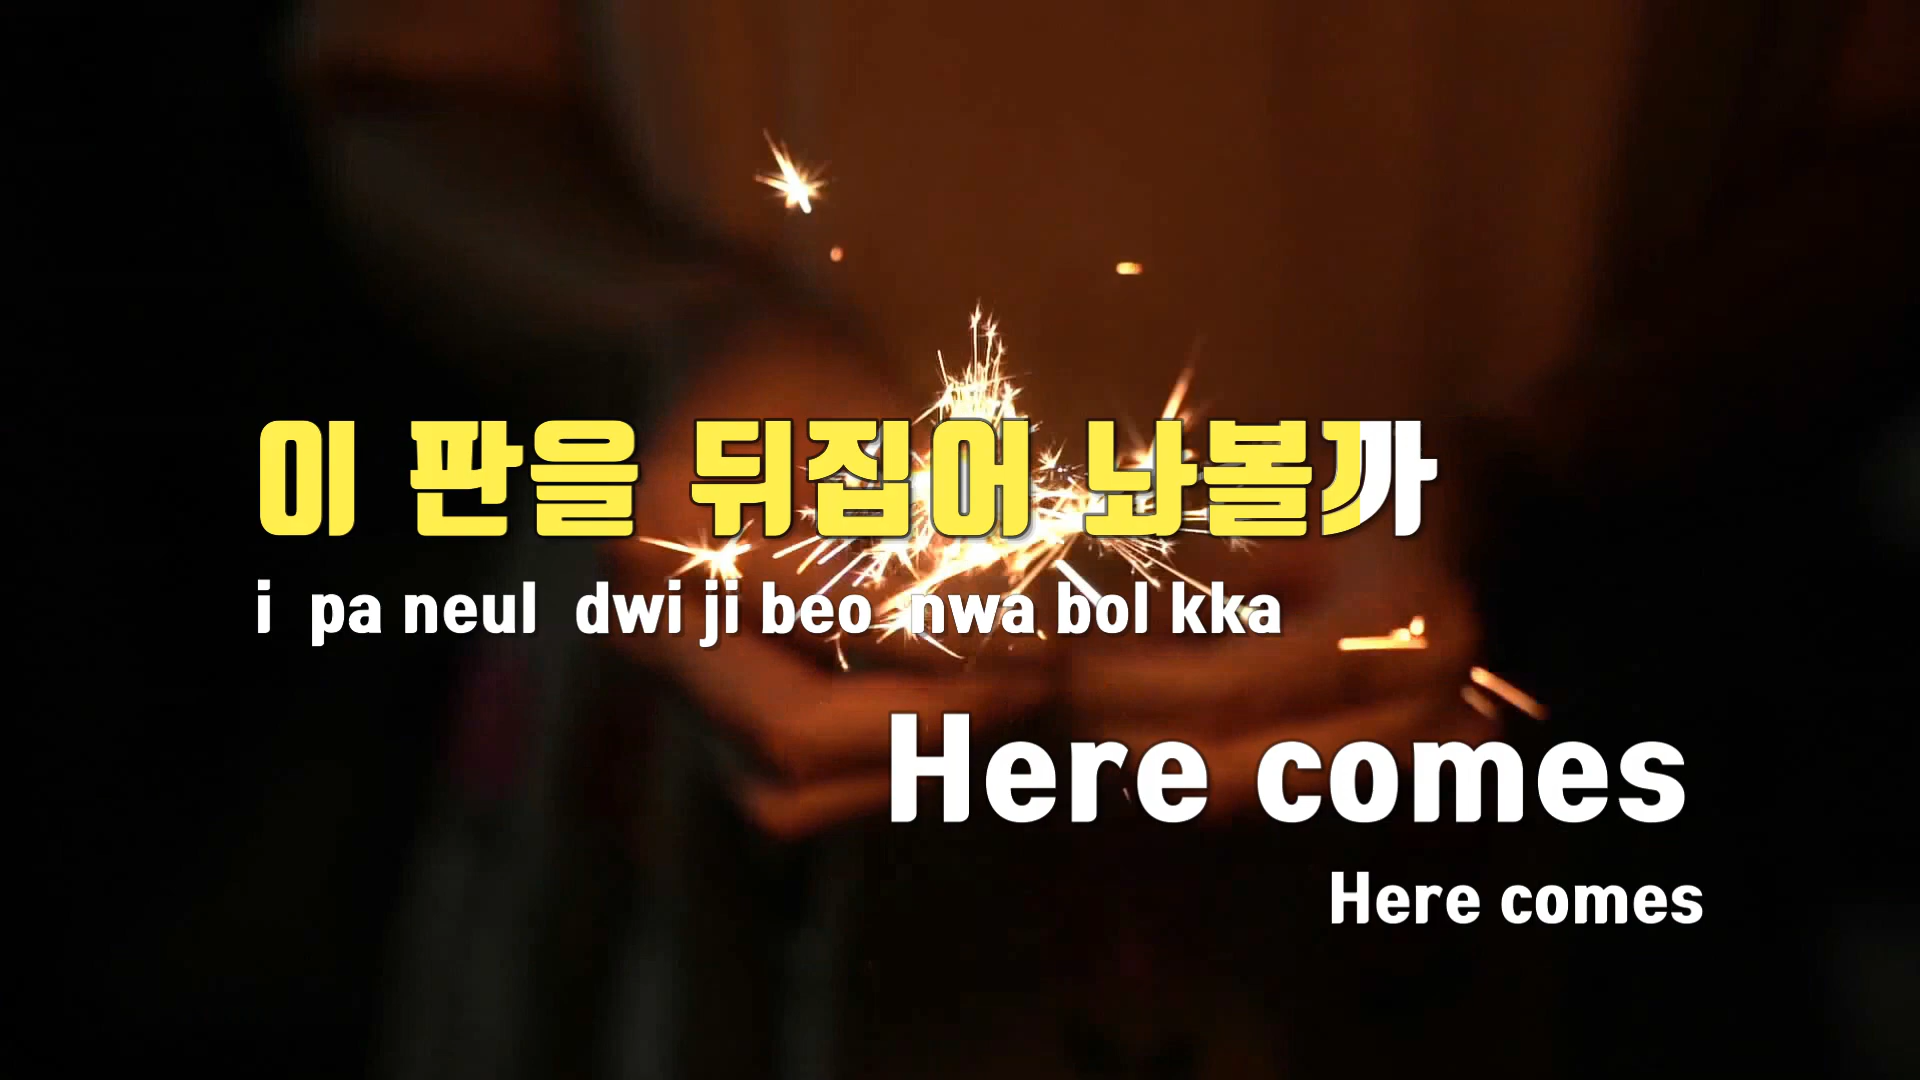 이 판을 뒤집어 놔볼까
i pa neul dwi ji beo nwa bol kka
Here comes
Here comes